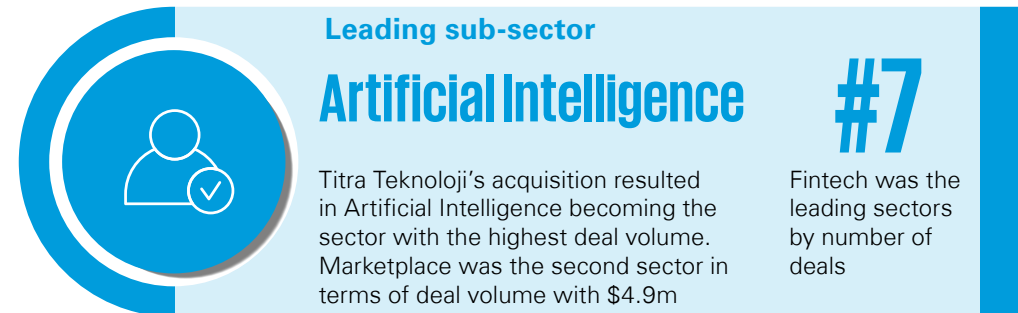 Leading sub-sector
Artificial Intelligence
Titra Teknoloji’s acquisition resulted
in Artificial Intelligence becoming the
sector with the highest deal volume.
Marketplace was the second sector in
terms of deal volume with $4.9m
#7
Fintech was the
leading sectors
by number of
deals